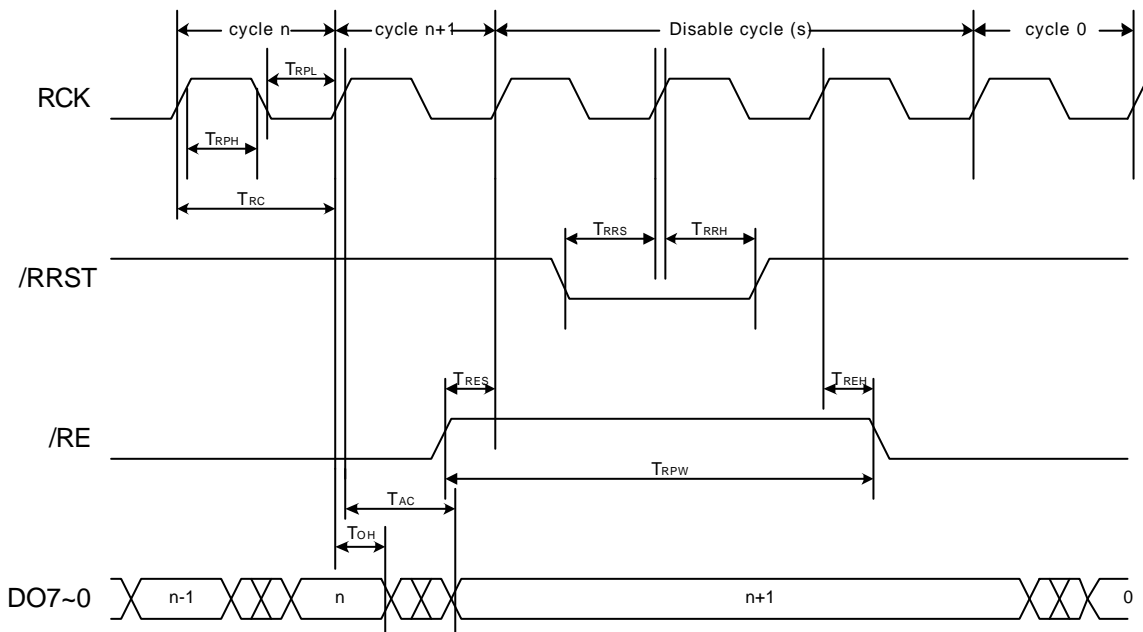 cycle n cycle n+1 Disable cycle (s) cycle 0
TRPL
RCK
TRPH
TRC
TRRS TRRH
/RRST
TRES TREH
/RE
TRPW
TAC
TOH
DO7~0 n-1 n n+1 0